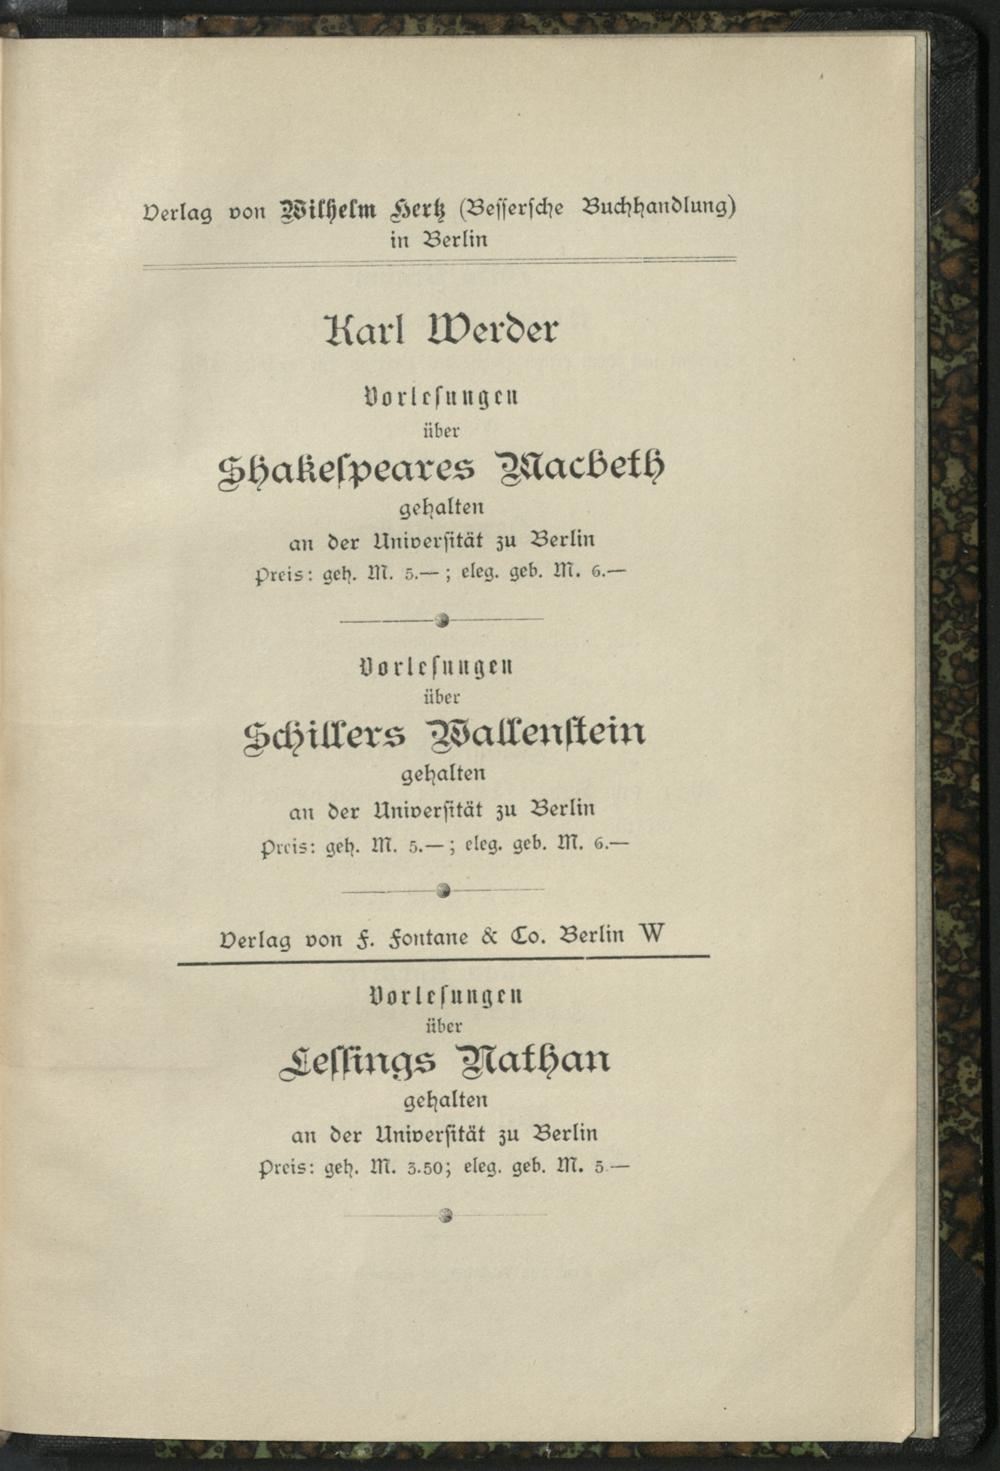 Verlag von Wilhelm Hertz (Bessersche Buchhandlung)
in Berlin
Karl Werder
Vorlesungen
über
Shakespeares Macbeth
gehalten
an der Universität zu Berlin
Preis: geh. M. 5.—; eleg. geb. M. 6.—
Vorlesungen
über
Schillers Wallenstein
gehalten
an der Universität zu Berlin
Preis: geh. M. 5.—; eleg. geb. M. 6.—
Verlag von F. Fontane & Co. Berlin W
Vorlesungen
über
Lessings Nathan
gehalten
an der Universität zu Berlin
Preis: geh. M. 3.50; eleg. geb. M. 5 —